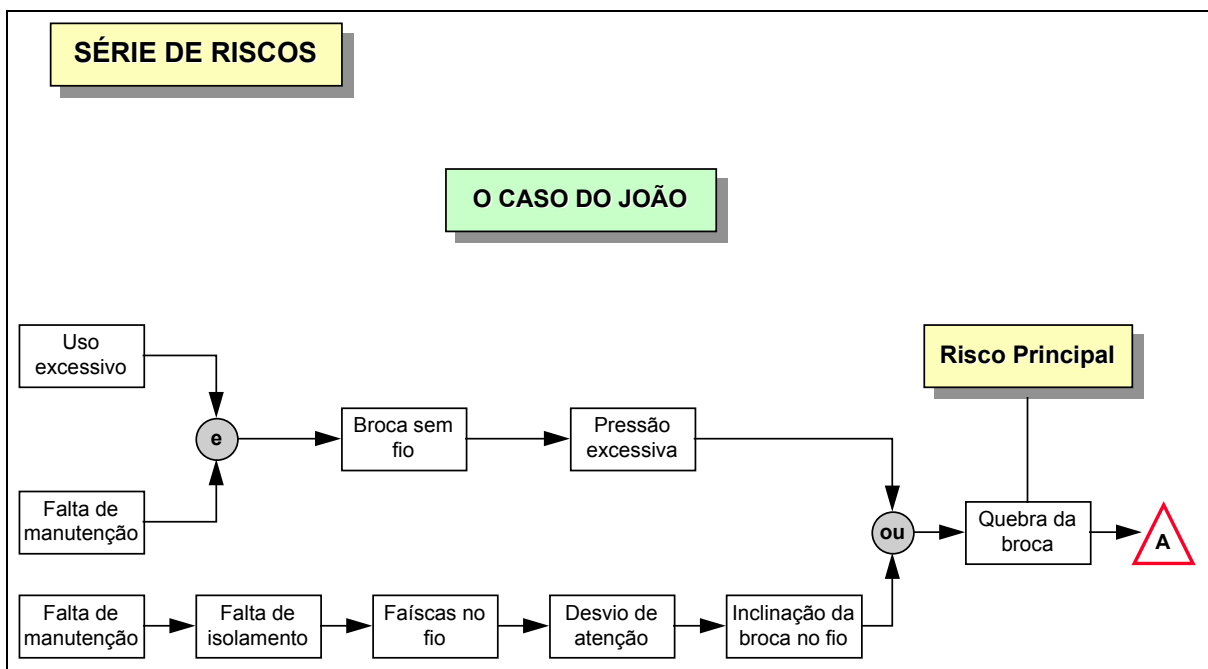 SÉRIE DE RISCOS
O CASO DO JOÃO
Uso
excessivo
Risco Principal
e
Broca sem
fio
Pressão
excessiva
Falta de
manutenção
ou
Quebra da
broca
A
Falta de
manutenção
Falta de
isolamento
Faíscas no
fio
Desvio de
atenção
Inclinação da
broca no fio